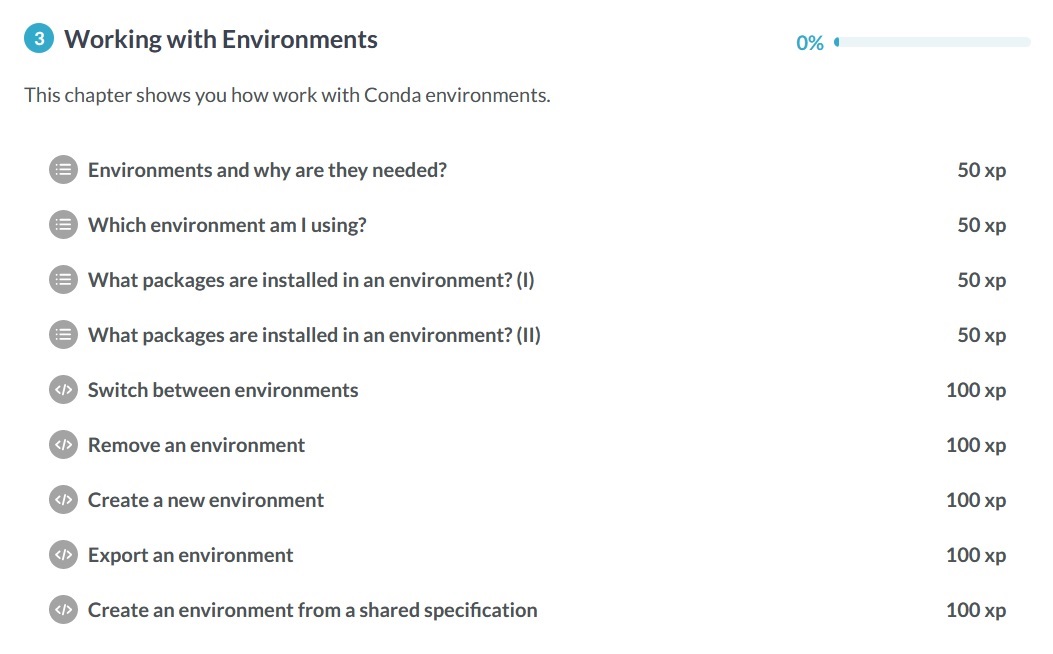 3 Working with Environments 0%
This chapter shows you how work with Conda environments.
Environments and why are they needed? 50 xp
Which environment am I using? 50 xp
What packages are installed in an environment? (I) 50 xp
What packages are installed in an environment? (II) 50 xp
</> Switch between environments 100 xp
</> Remove an environment 100 xp
</> Create a new environment 100 xp
</> Export an environment 100 xp
</> Create an environment from a shared specification 100 xp